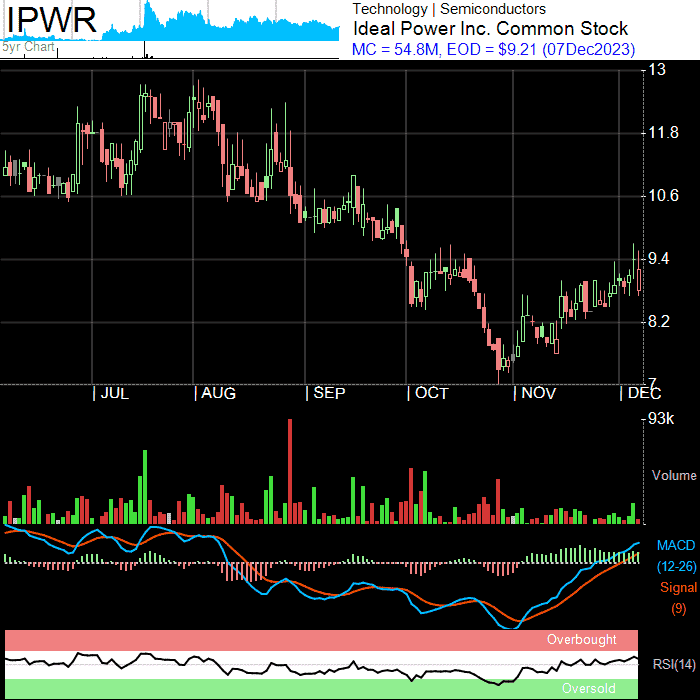 IPWR
5yr Chart
Technology | Semiconductors
Ideal Power Inc. Common Stock
MC = 54.8M, EOD = $9.21 (07Dec2023)
13
11.8
10.6
9.4
8.2
7
| JUL | AUG | SEP | OCT | NOV | DEC
93k
Volume
MACD
(12-26)
Signal
(9)
Overbought
RSI(14)
Oversold